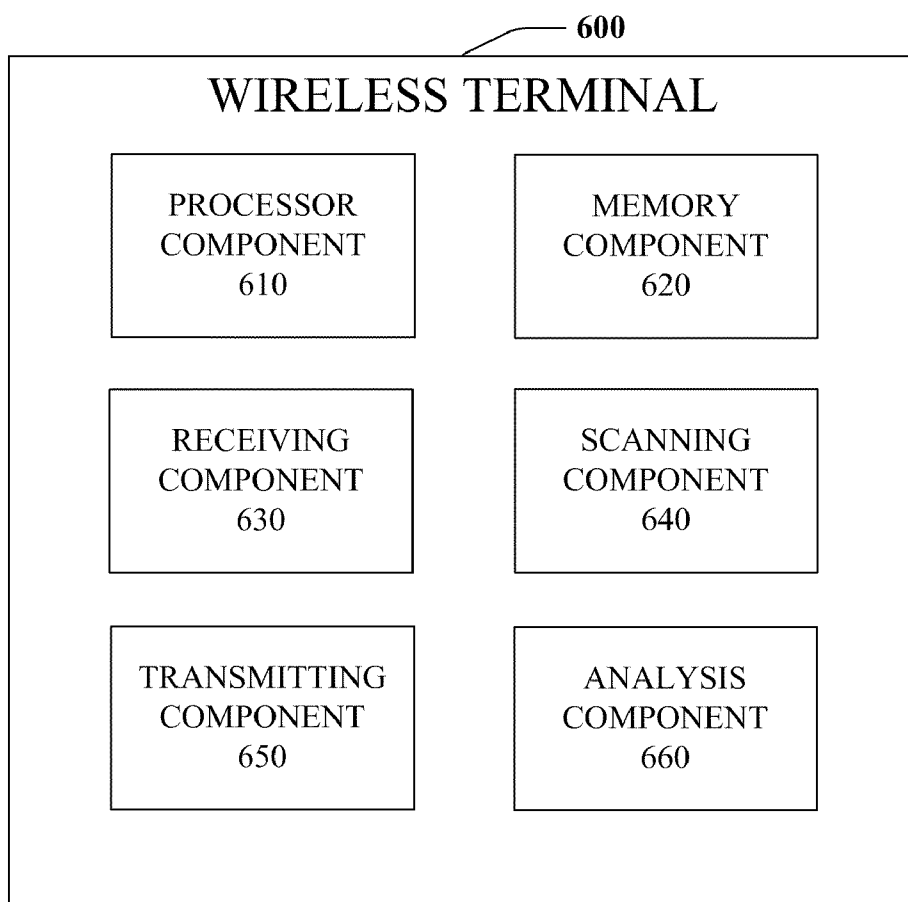 600
WIRELESS TERMINAL
PROCESSOR
COMPONENT
610
MEMORY
COMPONENT
620
RECEIVING
COMPONENT
630
SCANNING
COMPONENT
640
TRANSMITTING
COMPONENT
650
ANALYSIS
COMPONENT
660